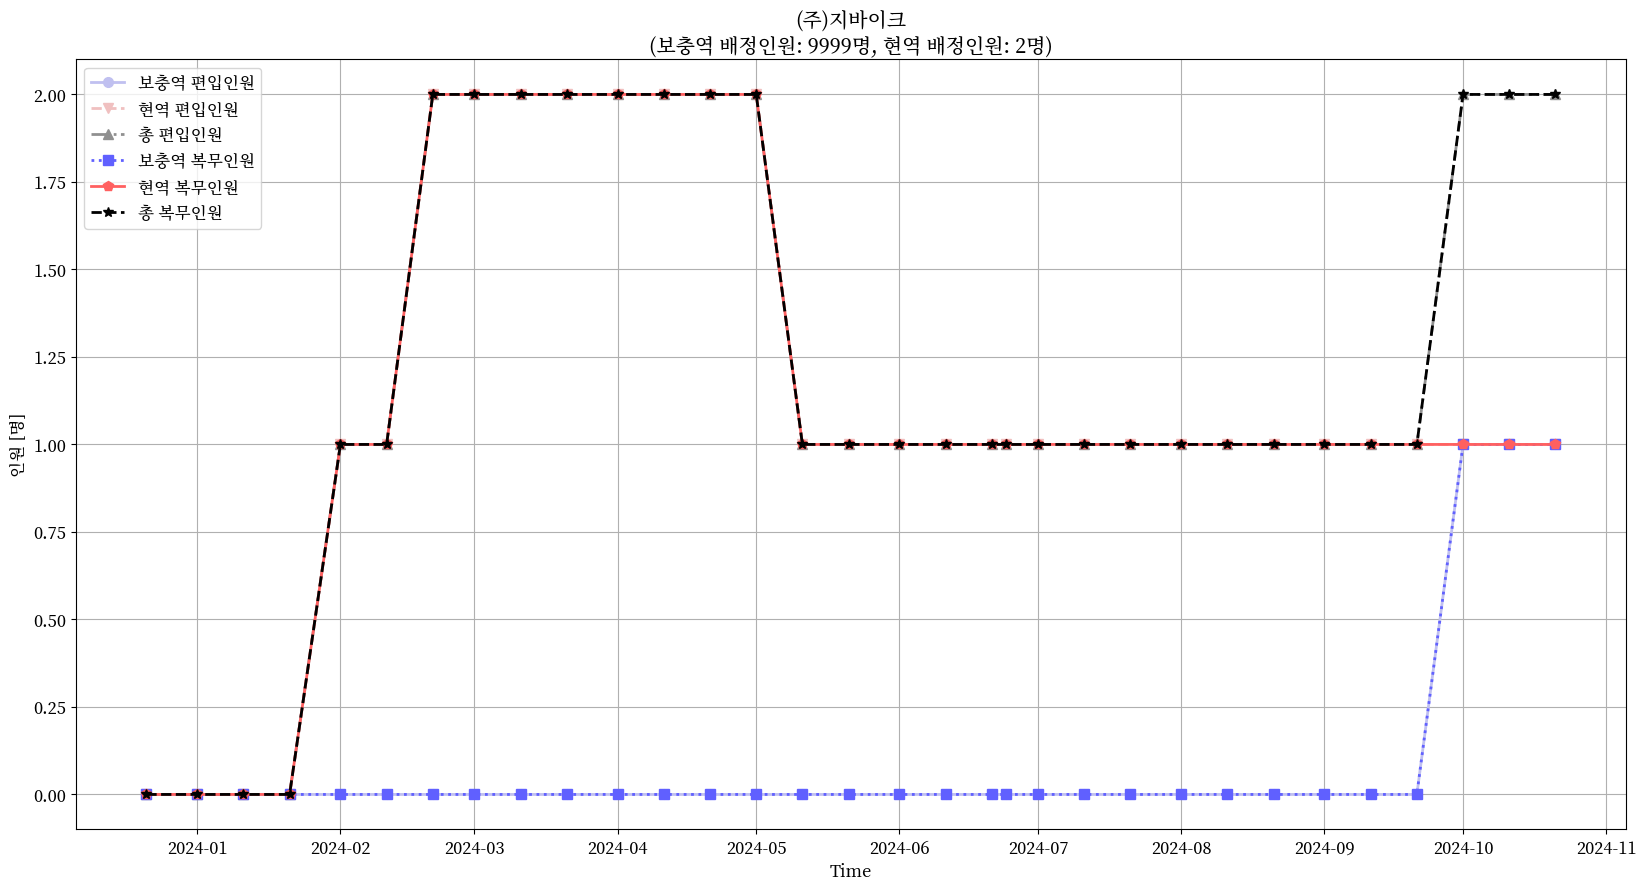 (주)지바이크
(보충역 배정인원: 9999명, 현역 배정인원: 2명)
보충역 편입인원
현역 편입인원
총 편입인원
보충역 복무인원
현역 복무인원
총 복무인원
2.00
1.75
1.50
1.25
1.00
0.75
0.50
0.25
0.00
인원 [명]
2024-01
2024-02
2024-03
2024-04
2024-05
2024-06
2024-07
2024-08
2024-09
2024-10
2024-11
Time